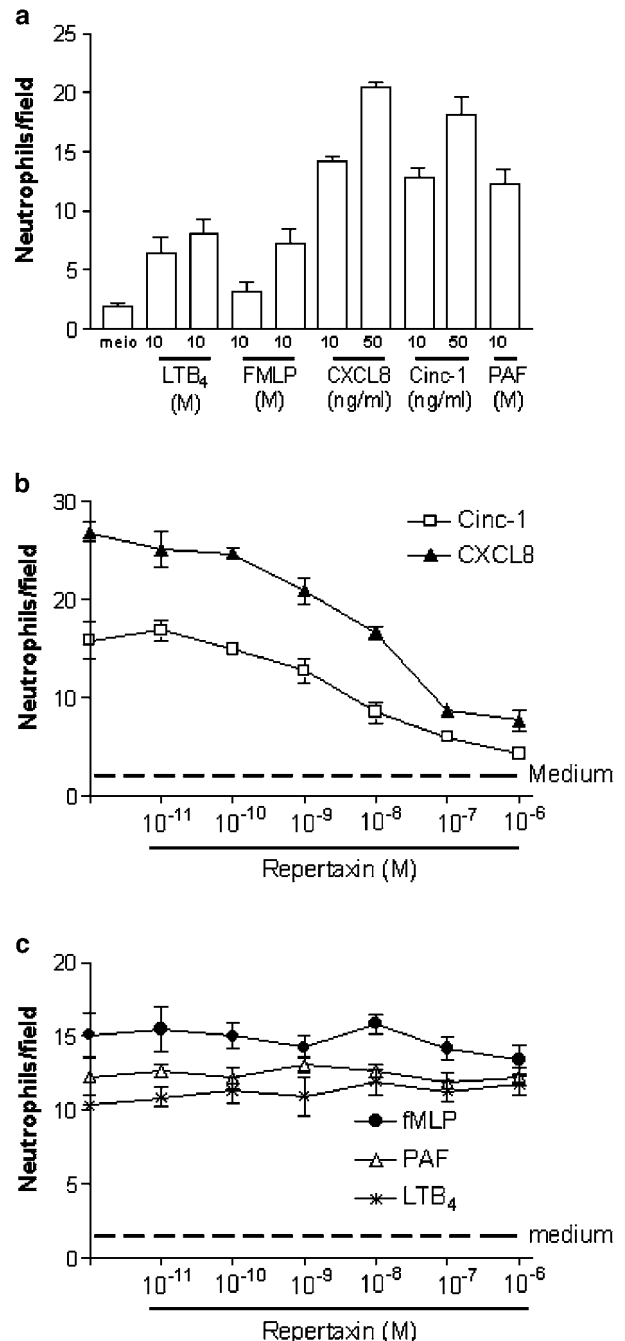 a
Neutrophils/field
25
20
15
10
5
0
meio 10 10 10 10 10 50 10 50 10
LTB₄ FMLP CXCL8 Cinc-1 PAF
(M) (M) (ng/ml) (ng/ml) (M)
b
Neutrophils/field
30
20
10
0
Cinc-1
CXCL8
Medium
10⁻¹¹ 10⁻¹⁰ 10⁻⁹ 10⁻⁸ 10⁻⁷ 10⁻⁶
Repertaxin (M)
c
Neutrophils/field
20
15
10
5
0
fMLP
PAF
LTB₄
medium
10⁻¹¹ 10⁻¹⁰ 10⁻⁹ 10⁻⁸ 10⁻⁷ 10⁻⁶
Repertaxin (M)